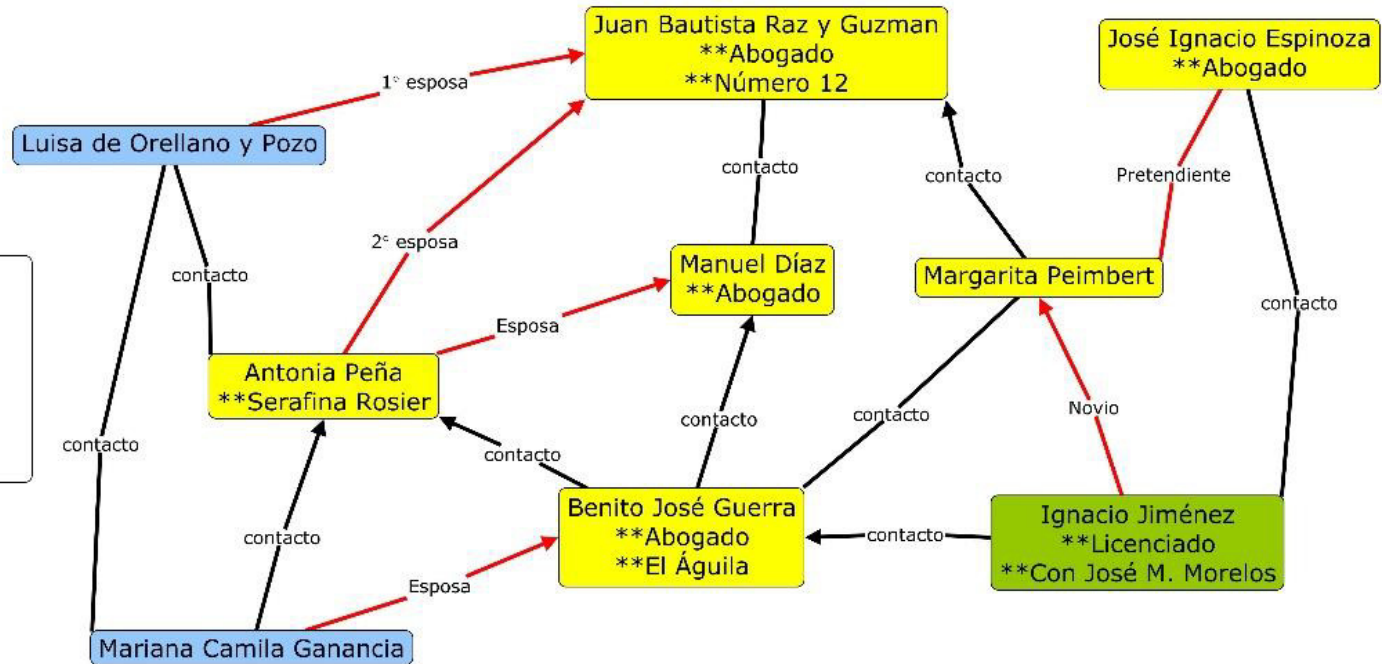 Juan Bautista Raz y Guzman
**Abogado
**Número 12
José Ignacio Espinoza
**Abogado
1° esposa
Luisa de Orellano y Pozo
contacto
contacto
Pretendiente
2° esposa
contacto
Manuel Díaz
**Abogado
Margarita Peimbert
contacto
Esposa
Antonia Peña
**Serafina Rosier
contacto
contacto
contacto
Novio
contacto
contacto
Benito José Guerra
**Abogado
**El Águila
contacto
Ignacio Jiménez
**Licenciado
**Con José M. Morelos
Esposa
Mariana Camila Ganancia